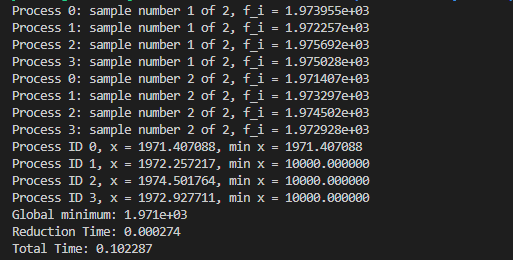 Process 0: sample number 1 of 2, f_i = 1.973955e+03
Process 1: sample number 1 of 2, f_i = 1.972257e+03
Process 2: sample number 1 of 2, f_i = 1.975692e+03
Process 3: sample number 1 of 2, f_i = 1.975028e+03
Process 0: sample number 2 of 2, f_i = 1.971407e+03
Process 1: sample number 2 of 2, f_i = 1.973297e+03
Process 2: sample number 2 of 2, f_i = 1.974502e+03
Process 3: sample number 2 of 2, f_i = 1.972928e+03
Process ID 0, x = 1971.407088, min x = 1971.407088
Process ID 1, x = 1972.257217, min x = 10000.000000
Process ID 2, x = 1974.501764, min x = 10000.000000
Process ID 3, x = 1972.927711, min x = 10000.000000
Global minimum: 1.971e+03
Reduction Time: 0.000274
Total Time: 0.102287